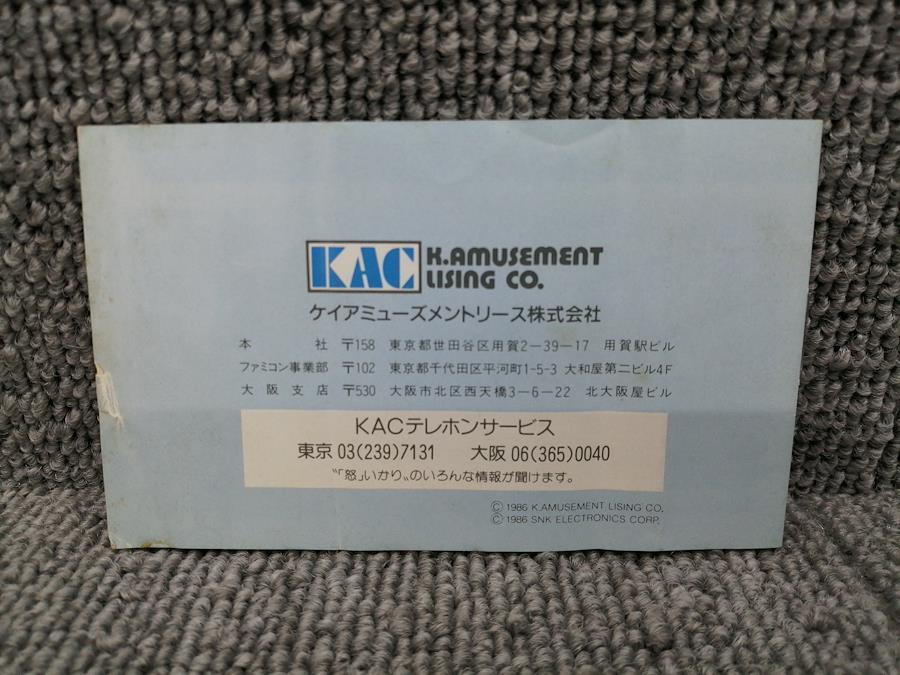 KAC K.AMUSEMENT
LISING CO.
ケイアミューズメントリース株式会社
本社 〒158 東京都世田谷区用賀2-39-17 用賀駅ビル
ファミコン事業部 〒102 東京都千代田区平河町1-5-3 大和屋第二ビル4F
大阪支店 〒530 大阪市北区西天橋3-6-22 北大阪屋ビル
KACテレホンサービス
東京 03(239)7131 大阪 06(365)0040
〝「怒」いかり〟のいろんな情報が聞けます。
Ⓒ1986 K.AMUSEMENT LISING CO.
Ⓒ1986 SNK ELECTRONICS CORP.